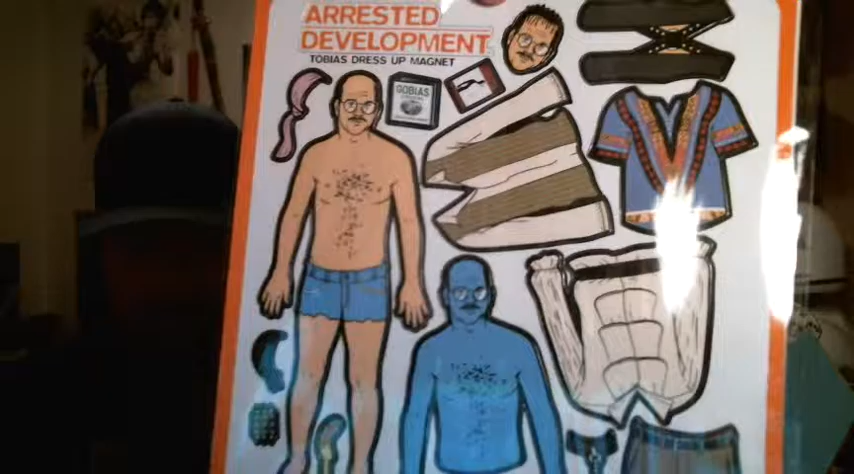 ARRESTED
DEVELOPMENT
TOBIAS DRESS UP MAGNET
GOBIAS